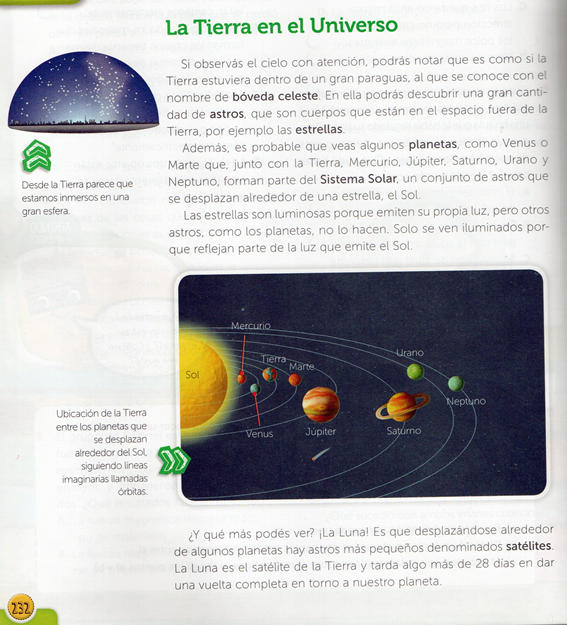 La Tierra en el Universo
Si observás el cielo con atención, podrás notar que es como si la
Tierra estuviera dentro de un gran paraguas, al que se conoce con el
nombre de bóveda celeste. En ella podrás descubrir una gran canti-
dad de astros, que son cuerpos que están en el espacio fuera de la
Tierra, por ejemplo las estrellas.
Además, es probable que veas algunos planetas, como Venus o
Marte que, junto con la Tierra, Mercurio, Júpiter, Saturno, Urano y
Neptuno, forman parte del Sistema Solar, un conjunto de astros que
se desplazan alrededor de una estrella, el Sol.
Las estrellas son luminosas porque emiten su propia luz, pero otros
astros, como los planetas, no lo hacen. Solo se ven iluminados por-
que reflejan parte de la luz que emite el Sol.
Desde la Tierra parece que
estamos inmersos en una
gran esfera.
Mercurio
Tierra
Marte
Urano
Sol
Neptuno
Venus
Júpiter
Saturno
Ubicación de la Tierra
entre los planetas que
se desplazan
alrededor del Sol,
siguiendo líneas
imaginarias llamadas
órbitas.
¿Y qué más podés ver? ¡La Luna! Es que desplazándose alrededor
de algunos planetas hay astros más pequeños denominados satélites.
La Luna es el satélite de la Tierra y tarda algo más de 28 días en dar
una vuelta completa en torno a nuestro planeta.
232